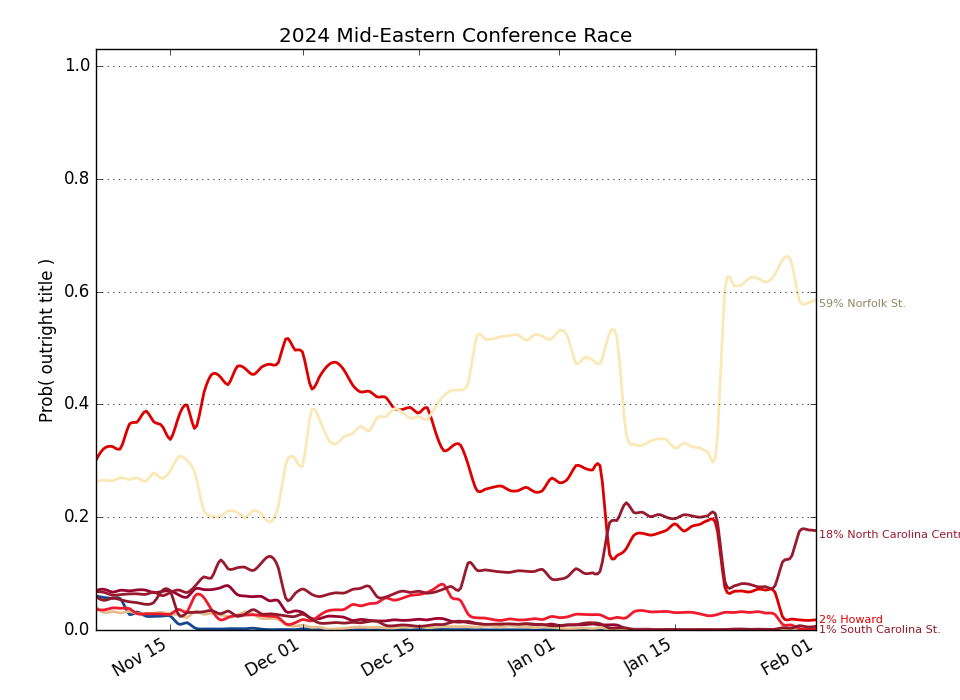 2024 Mid-Eastern Conference Race
1.0
0.8
0.6
0.4
0.2
0.0
Prob( outright title )
59% Norfolk St.
18% North Carolina Centr
2% Howard
1% South Carolina St.
Nov 15
Dec 01
Dec 15
Jan 01
Jan 15
Feb 01